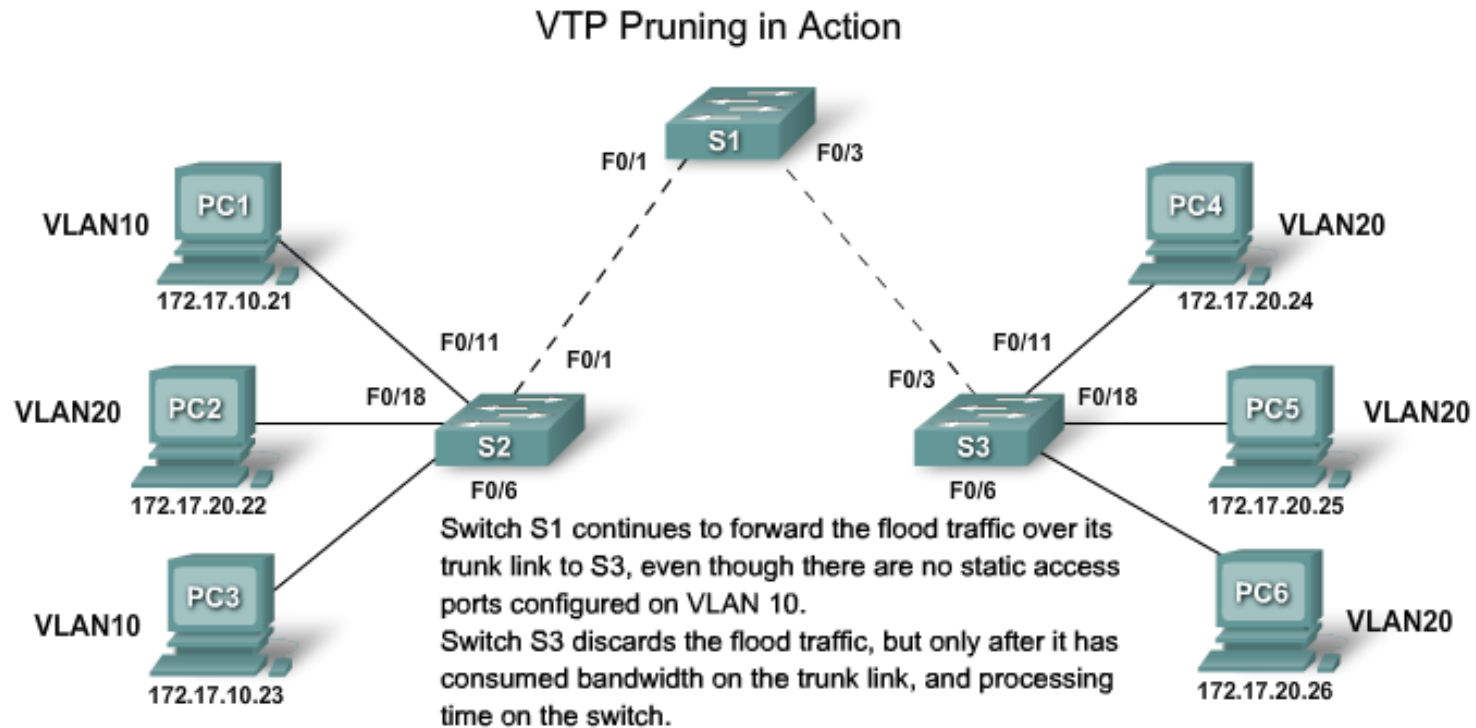 VTP Pruning in Action
S1
F0/1
F0/3
PC1
VLAN10
172.17.10.21
PC4
VLAN20
172.17.20.24
F0/11
F0/1
F0/11
F0/3
PC2
VLAN20
172.17.20.22
F0/18
S2
F0/6
S3
F0/18
F0/6
PC5
VLAN20
172.17.20.25
PC3
VLAN10
172.17.10.23
Switch S1 continues to forward the flood traffic over its
trunk link to S3, even though there are no static access
ports configured on VLAN 10.
Switch S3 discards the flood traffic, but only after it has
consumed bandwidth on the trunk link, and processing
time on the switch.
PC6
VLAN20
172.17.20.26